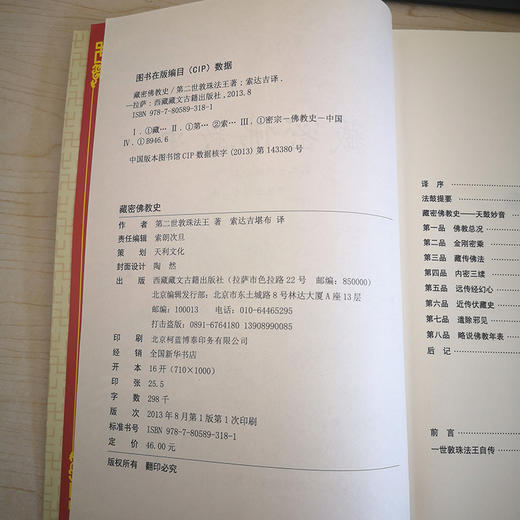 图书在版编目（CIP）数据
藏密佛教史/第二世敦珠法王著；索达吉译.
—拉萨：西藏藏文古籍出版社,2013.8
ISBN 978-7-80589-318-1
Ⅰ.①藏… Ⅱ.①第… ②索… Ⅲ.①密宗－佛教史－中国
Ⅳ.①B946.6
中国版本图书馆CIP数据核字(2013)第143380号
藏密佛教史
作 者 第二世敦珠法王 著 索达吉堪布 译
责任编辑 索朗次旦
策 划 天利文化
封面设计 陶 然
出 版 西藏藏文古籍出版社（拉萨市色拉路22号 邮编：850000）
北京编辑发行部：北京市东土城路8号林达大厦A座13层
邮编：100013 电话：010-64465295
打击盗版：0891-6764180 13908990085
印 刷 北京柯蓝博泰印务有限公司
经 销 全国新华书店
开 本 16开(710×1000)
印 张 25.5
字 数 298千
版 次 2013年8月第1版第1次印刷
标准书号 ISBN 978-7-80589-318-1
定 价 46.00元
版权所有 翻印必究
译 序
法鼓提要
藏密佛教史——天鼓妙音
第一品 佛教总况
第二品 金刚密乘
第三品 藏传佛法
第四品 内密三续
第五品 远传经幻心
第六品 近传伏藏史
第七品 遣除邪见
第八品 略说佛教年表
后 记
前 言
一世敦珠法王自传